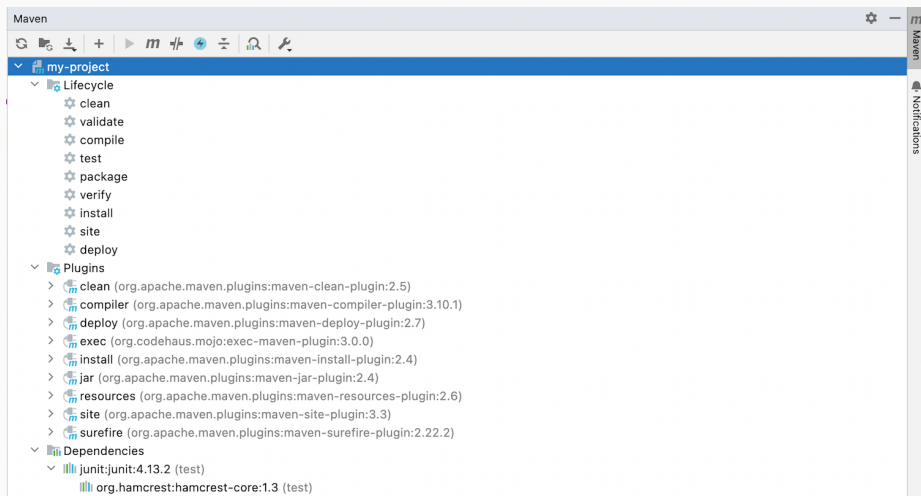 Maven
my-project
Lifecycle
clean
validate
compile
test
package
verify
install
site
deploy
Plugins
clean (org.apache.maven.plugins:maven-clean-plugin:2.5)
compiler (org.apache.maven.plugins:maven-compiler-plugin:3.10.1)
deploy (org.apache.maven.plugins:maven-deploy-plugin:2.7)
exec (org.codehaus.mojo:exec-maven-plugin:3.0.0)
install (org.apache.maven.plugins:maven-install-plugin:2.4)
jar (org.apache.maven.plugins:maven-jar-plugin:2.4)
resources (org.apache.maven.plugins:maven-resources-plugin:2.6)
site (org.apache.maven.plugins:maven-site-plugin:3.3)
surefire (org.apache.maven.plugins:maven-surefire-plugin:2.22.2)
Dependencies
junit:junit:4.13.2 (test)
org.hamcrest:hamcrest-core:1.3 (test)
m
Maven
Notifications